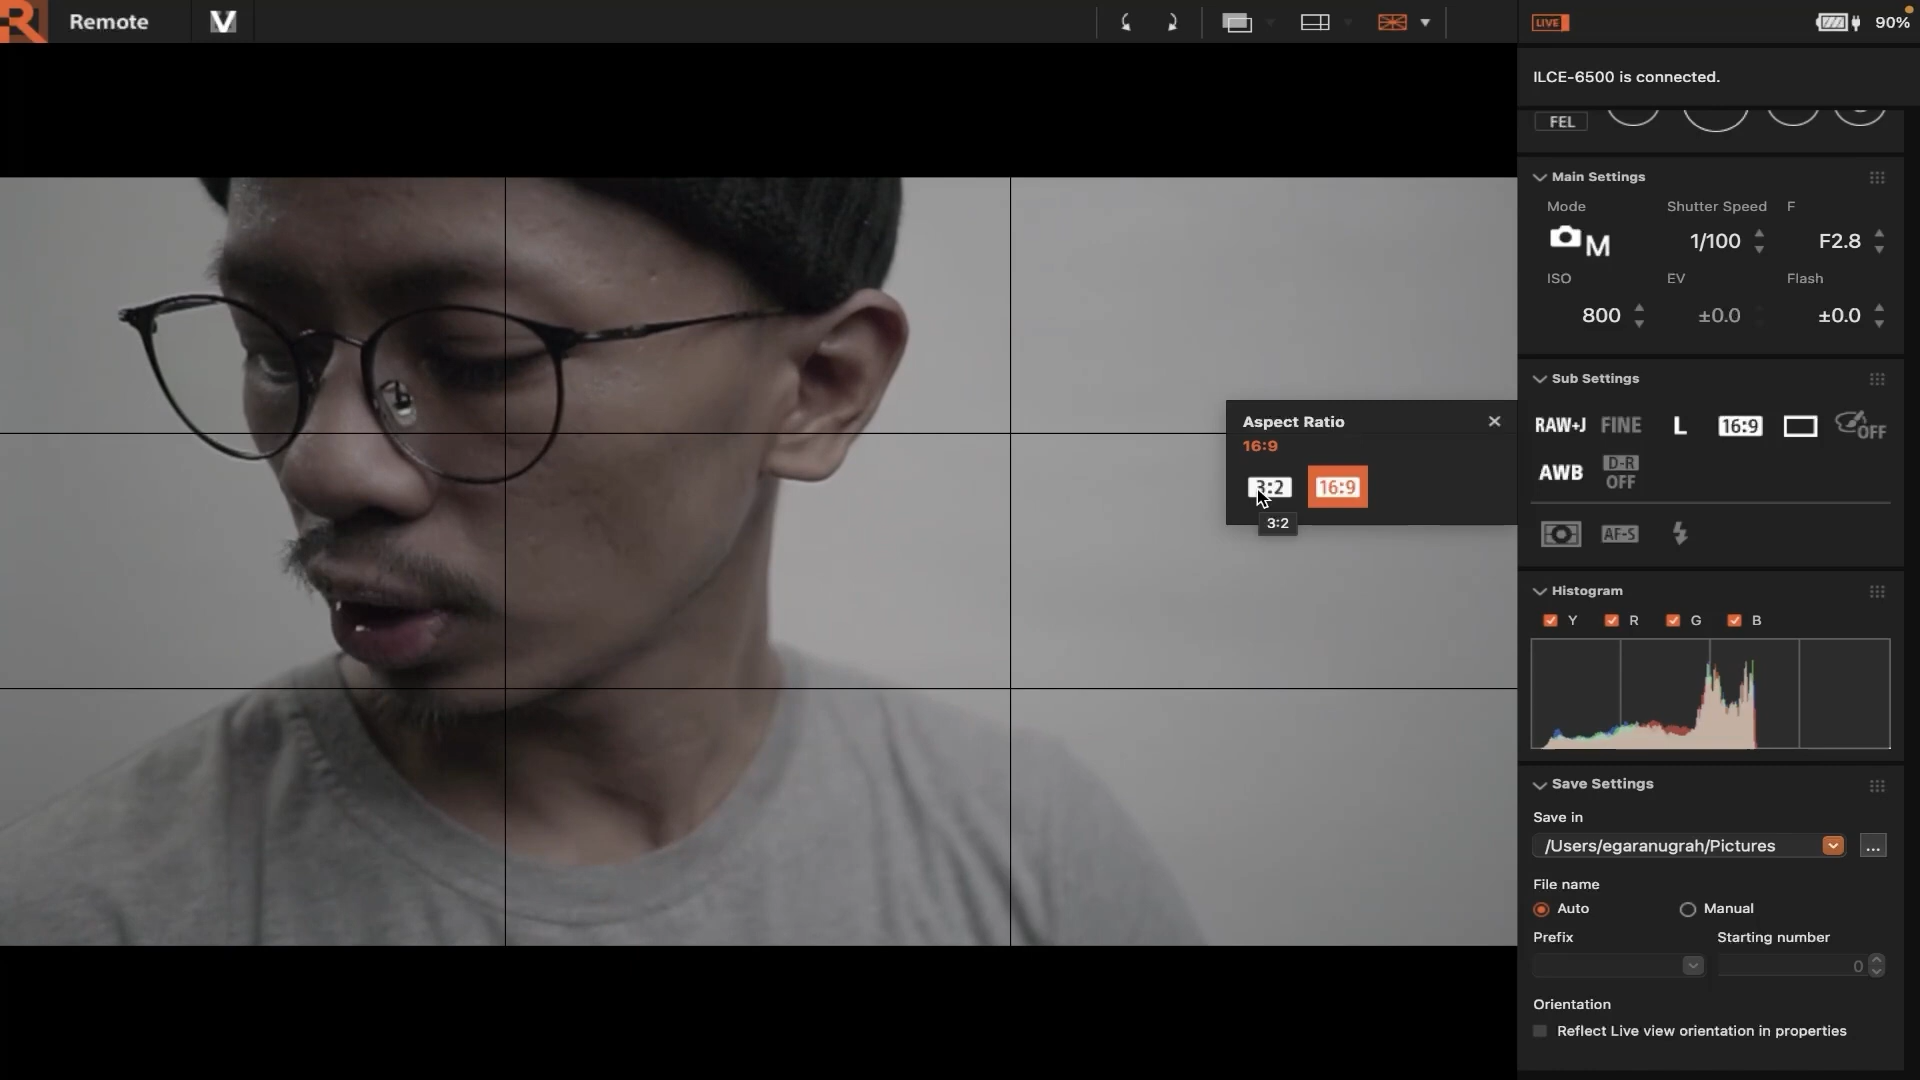 R Remote V
LIVE 90%
ILCE-6500 is connected.
FEL
Main Settings
Mode Shutter Speed F
M 1/100 F2.8
ISO EV Flash
800 ±0.0 ±0.0
Sub Settings
RAW+J FINE L 16:9 OFF
AWB D-R OFF
AF-S
Aspect Ratio
16:9
3:2 16:9
3:2
Histogram
Y R G B
Save Settings
Save in
/Users/egaranugrah/Pictures ...
File name
Auto Manual
Prefix Starting number
0
Orientation
Reflect Live view orientation in properties